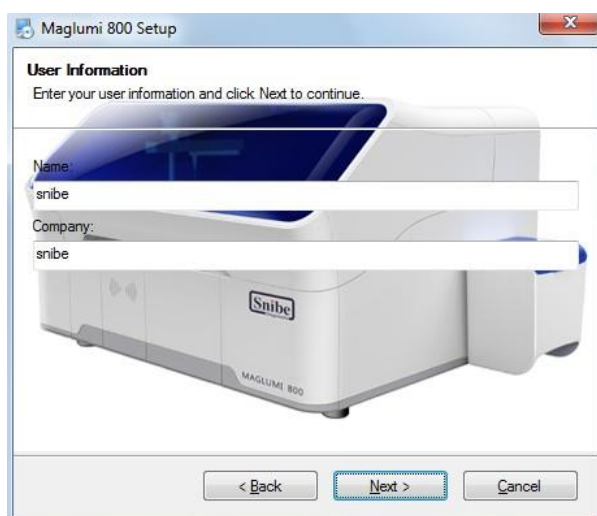 Maglumi 800 Setup
User Information
Enter your user information and click Next to continue.
Name:
snibe
Company:
snibe
Snibe
MAGLUMI 800
< Back
Next >
Cancel